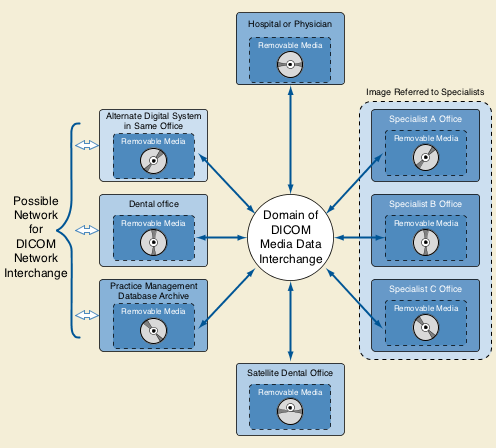 Hospital or Physician
Removable Media
Image Referred to Specialists
Alternate Digital System
in Same Office
Removable Media
Specialist A Office
Removable Media
Possible
Network
for
DICOM
Network
Interchange
Dental office
Removable Media
Domain of
DICOM
Media Data
Interchange
Specialist B Office
Removable Media
Practice Management
Database Archive
Removable Media
Specialist C Office
Removable Media
Satellite Dental Office
Removable Media